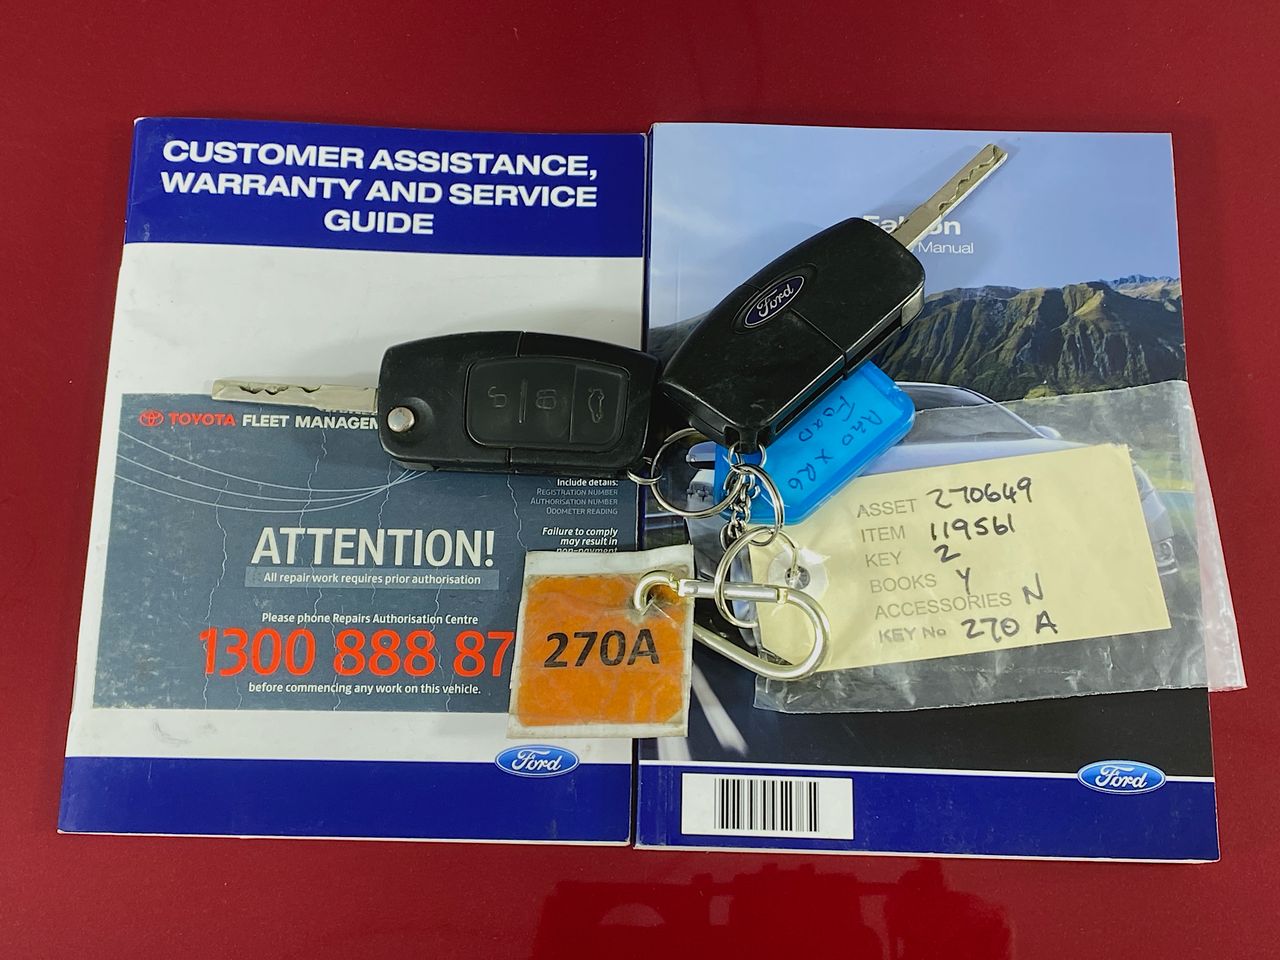 CUSTOMER ASSISTANCE,
WARRANTY AND SERVICE
GUIDE
Manual
Ford
TOYOTA FLEET
Include details:
REGISTRATION NUMBER
AUTHORISATION NUMBER
ODOMETER READING
Failure to comply
may result in
non-payment
ATTENTION!
All repair work requires prior authorisation
Please phone Repairs Authorisation Centre
1300 888 87
before commencing any work on this vehicle.
Ford
270A
FORD
ASSET 270649
ITEM 119561
KEY 2
BOOKS Y
ACCESSORIES N
KEY No 270 A
Ford